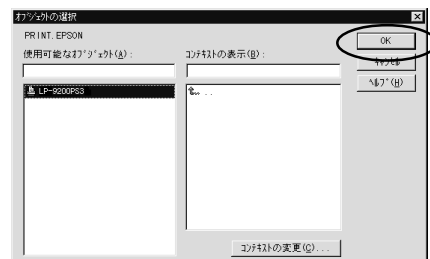 ｵﾌﾞｼﾞｪｸﾄの選択
PRINT.EPSON
使用可能なｵﾌﾞｼﾞｪｸﾄ(A):
ｺﾝﾃｷｽﾄの表示(B):
OK
ｷｬﾝｾﾙ
ﾍﾙﾌﾟ(H)
LP-9200PS3
..
ｺﾝﾃｷｽﾄの変更(C)...